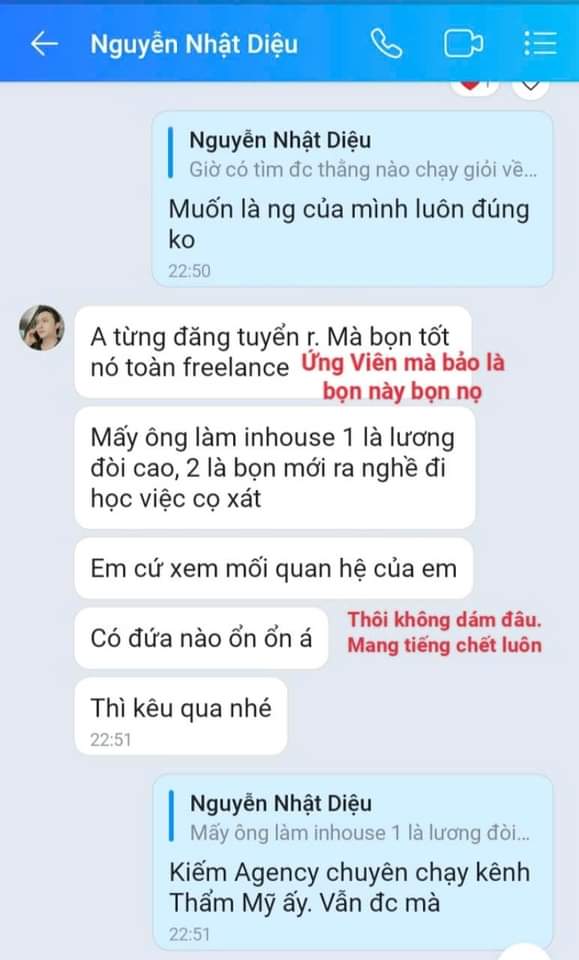 Nguyễn Nhật Diệu
Nguyễn Nhật Diệu
Giờ có tìm đc thằng nào chạy giỏi về...
Muốn là ng của mình luôn đúng
ko
22:50
A từng đăng tuyển r. Mà bọn tốt
nó toàn freelance
Ứng Viên mà bảo là
bọn này bọn nọ
Mấy ông làm inhouse 1 là lương
đòi cao, 2 là bọn mới ra nghề đi
học việc cọ xát
Em cứ xem mối quan hệ của em
Có đứa nào ổn ổn á
Thôi không dám đâu.
Mang tiếng chết luôn
Thì kêu qua nhé
22:51
Nguyễn Nhật Diệu
Mấy ông làm inhouse 1 là lương đòi...
Kiếm Agency chuyên chạy kênh
Thẩm Mỹ ấy. Vẫn đc mà
22:51